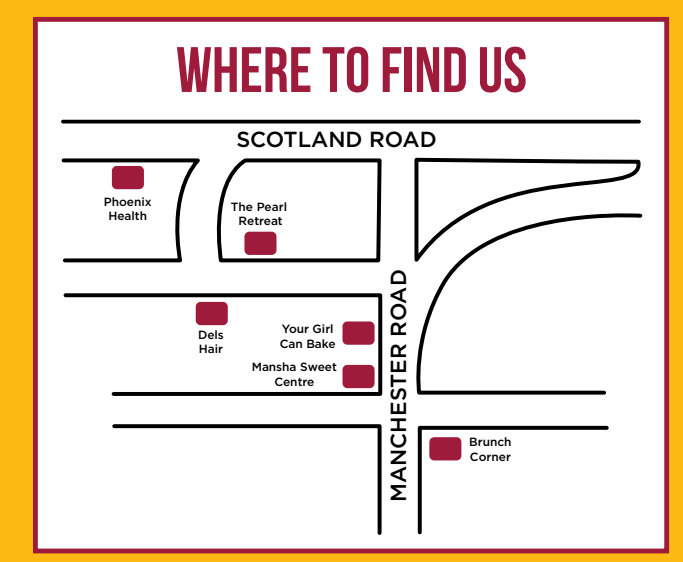 WHERE TO FIND US
SCOTLAND ROAD
Phoenix
Health
The Pearl
Retreat
Dels
Hair
Your Girl
Can Bake
Mansha Sweet
Centre
MANCHESTER ROAD
Brunch
Corner